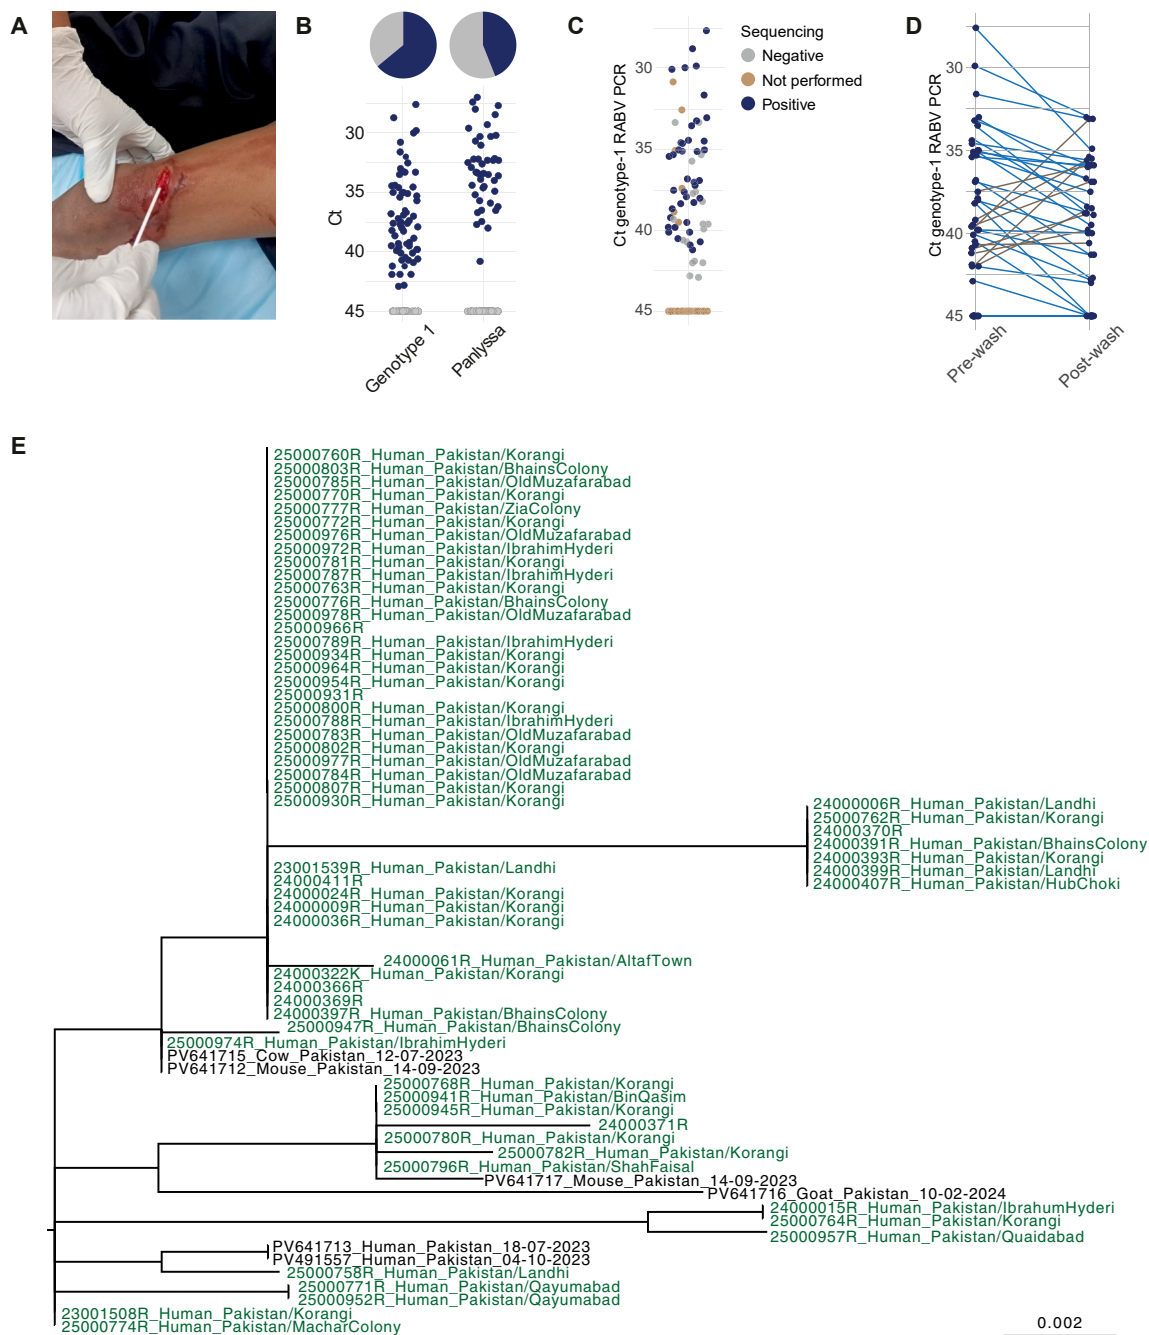 A
B
C
D
Sequencing
Negative
Not performed
Positive
Ct
30
35
40
45
Genotype 1
Panlyssa
Ct genotype-1 RABV PCR
30
35
40
45
Ct genotype-1 RABV PCR
30
35
40
45
Pre-wash
Post-wash
E
25000760R_Human_Pakistan/Korangi
25000803R_Human_Pakistan/BhainsColony
25000785R_Human_Pakistan/OldMuzafarabad
25000770R_Human_Pakistan/Korangi
25000777R_Human_Pakistan/ZiaColony
25000772R_Human_Pakistan/Korangi
25000976R_Human_Pakistan/OldMuzafarabad
25000972R_Human_Pakistan/IbrahimHyderi
25000781R_Human_Pakistan/Korangi
25000787R_Human_Pakistan/IbrahimHyderi
25000763R_Human_Pakistan/Korangi
25000776R_Human_Pakistan/BhainsColony
25000978R_Human_Pakistan/OldMuzafarabad
25000966R
25000789R_Human_Pakistan/IbrahimHyderi
25000934R_Human_Pakistan/Korangi
25000964R_Human_Pakistan/Korangi
25000954R_Human_Pakistan/Korangi
25000931R
25000800R_Human_Pakistan/Korangi
25000788R_Human_Pakistan/IbrahimHyderi
25000783R_Human_Pakistan/OldMuzafarabad
25000802R_Human_Pakistan/Korangi
25000977R_Human_Pakistan/OldMuzafarabad
25000784R_Human_Pakistan/OldMuzafarabad
25000807R_Human_Pakistan/Korangi
25000930R_Human_Pakistan/Korangi
24000006R_Human_Pakistan/Landhi
25000762R_Human_Pakistan/Korangi
24000370R
24000391R_Human_Pakistan/BhainsColony
24000393R_Human_Pakistan/Korangi
24000399R_Human_Pakistan/Landhi
24000407R_Human_Pakistan/HubChoki
23001539R_Human_Pakistan/Landhi
24000411R
24000024R_Human_Pakistan/Korangi
24000009R_Human_Pakistan/Korangi
24000036R_Human_Pakistan/Korangi
24000061R_Human_Pakistan/AltafTown
24000322K_Human_Pakistan/Korangi
24000366R
24000369R
24000397R_Human_Pakistan/BhainsColony
25000947R_Human_Pakistan/BhainsColony
25000974R_Human_Pakistan/IbrahimHyderi
PV641715_Cow_Pakistan_12-07-2023
PV641712_Mouse_Pakistan_14-09-2023
25000768R_Human_Pakistan/Korangi
25000941R_Human_Pakistan/BinQasim
25000945R_Human_Pakistan/Korangi
24000371R
25000780R_Human_Pakistan/Korangi
25000782R_Human_Pakistan/Korangi
25000796R_Human_Pakistan/ShahFaisal
PV641717_Mouse_Pakistan_14-09-2023
PV641716_Goat_Pakistan_10-02-2024
24000015R_Human_Pakistan/IbrahumHyderi
25000764R_Human_Pakistan/Korangi
25000957R_Human_Pakistan/Quaidabad
PV641713_Human_Pakistan_18-07-2023
PV491557_Human_Pakistan_04-10-2023
25000758R_Human_Pakistan/Landhi
25000771R_Human_Pakistan/Qayumabad
25000952R_Human_Pakistan/Qayumabad
23001508R_Human_Pakistan/Korangi
25000774R_Human_Pakistan/MacharColony
0.002